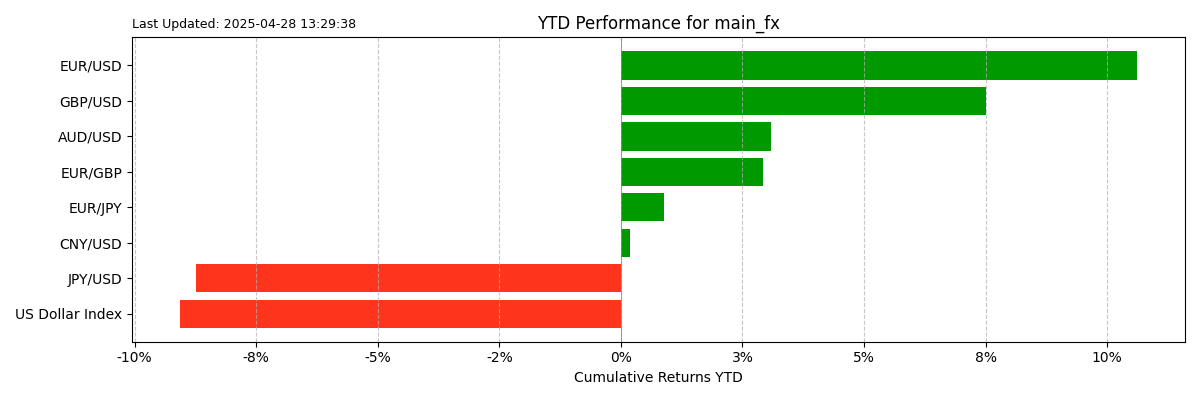 Last Updated: 2025-04-28 13:29:38
YTD Performance for main_fx
EUR/USD
GBP/USD
AUD/USD
EUR/GBP
EUR/JPY
CNY/USD
JPY/USD
US Dollar Index
-10% -8% -5% -2% 0% 3% 5% 8% 10%
Cumulative Returns YTD